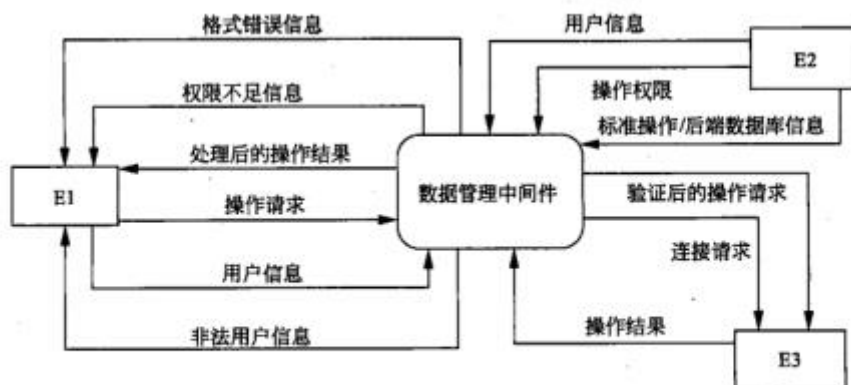 格式错误信息
用户信息
E2
操作权限
权限不足信息
标准操作/后端数据库信息
处理后的操作结果
E1
数据管理中间件
验证后的操作请求
操作请求
连接请求
用户信息
操作结果
非法用户信息
E3